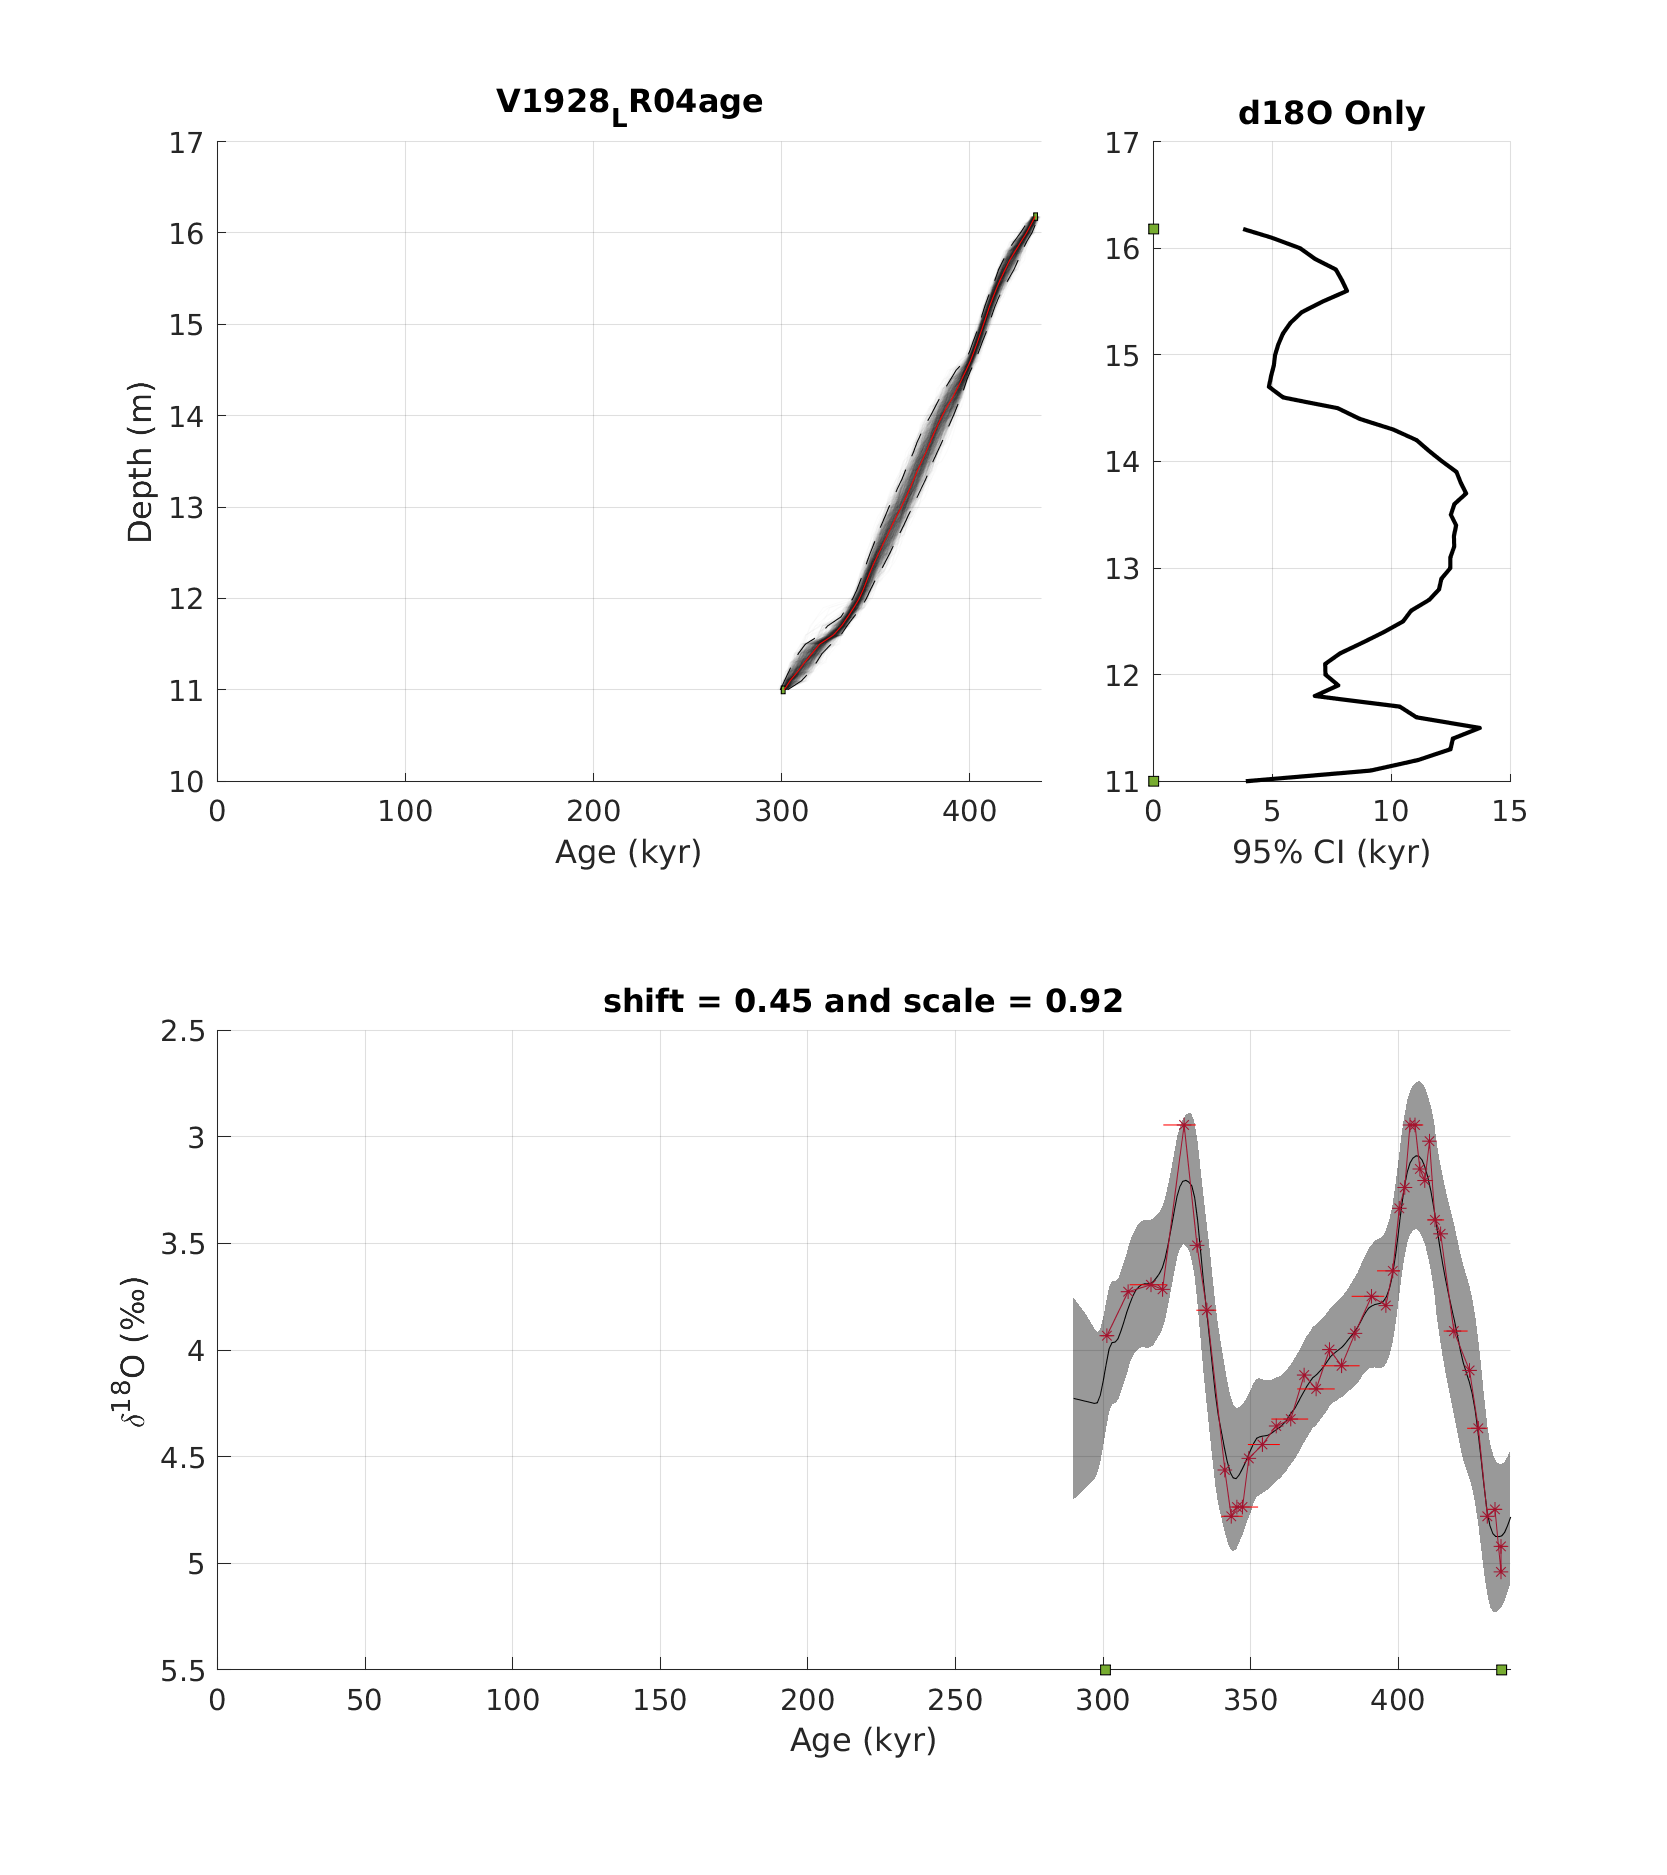 V1928LR04age
d18O Only
17
16
15
14
13
12
11
10
Depth (m)
0 100 200 300 400
Age (kyr)
17
16
15
14
13
12
11
0 5 10 15
95% CI (kyr)
shift = 0.45 and scale = 0.92
2.5
3
3.5
4
4.5
5
5.5
δ18O (‰)
0 50 100 150 200 250 300 350 400
Age (kyr)